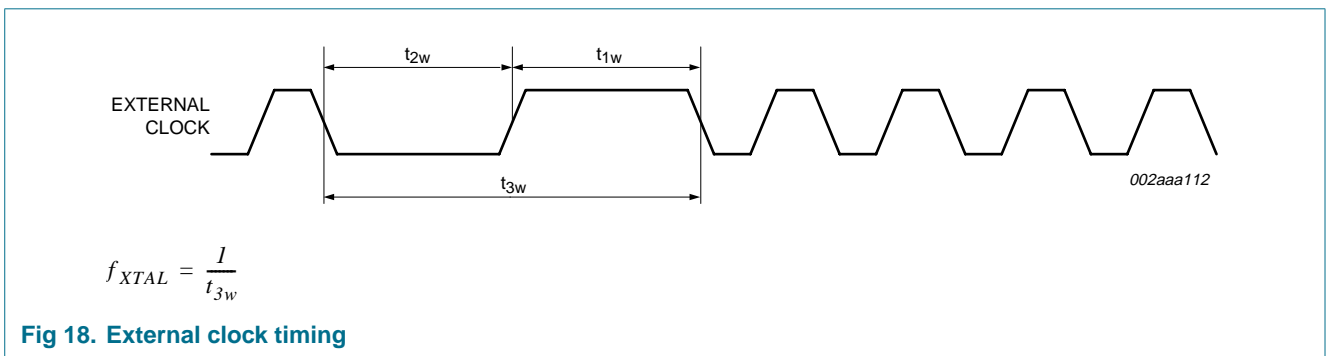 t2w
t1w
EXTERNAL
CLOCK
t3w
002aaa112
fXTAL = 1/t3w
Fig 18. External clock timing